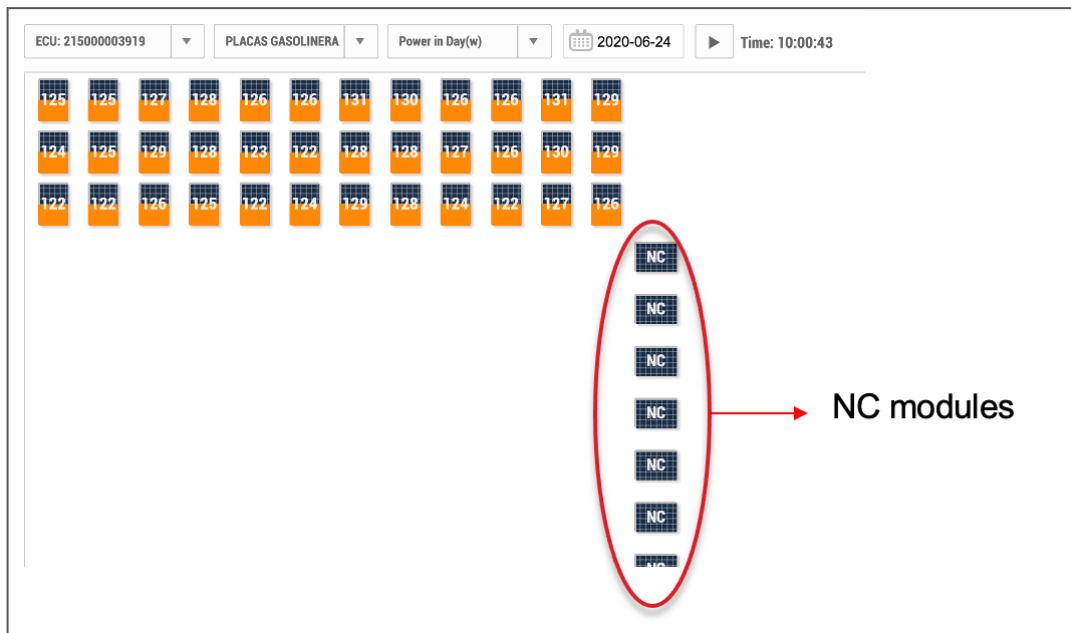 ECU: 215000003919 PLACAS GASOLINERA Power in Day(w) 2020-06-24 Time: 10:00:43
125 125 127 128 126 126 131 130 126 126 131 129
124 125 129 128 123 122 128 128 127 126 130 129
122 122 126 125 122 124 129 128 124 122 127 126
NC
NC
NC
NC NC modules
NC
NC
NC